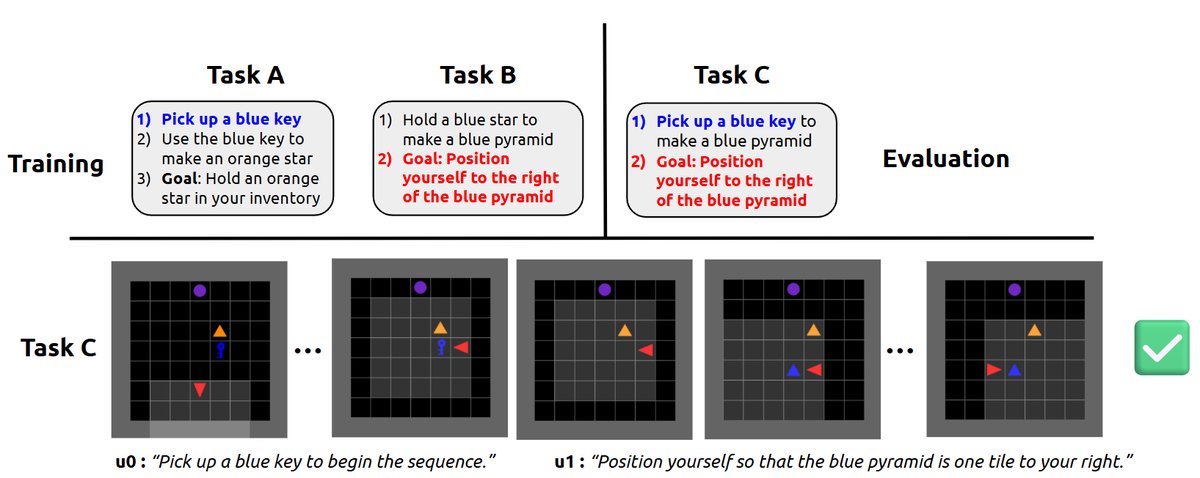 Task A
Task B
Task C
Training
1) Pick up a blue key
2) Use the blue key to
make an orange star
3) Goal: Hold an orange
star in your inventory
1) Hold a blue star to
make a blue pyramid
2) Goal: Position
yourself to the right
of the blue pyramid
1) Pick up a blue key to
make a blue pyramid
2) Goal: Position
yourself to the right
of the blue pyramid
Evaluation
Task C
...
...
u0 : “Pick up a blue key to begin the sequence.”
u1 : “Position yourself so that the blue pyramid is one tile to your right.”